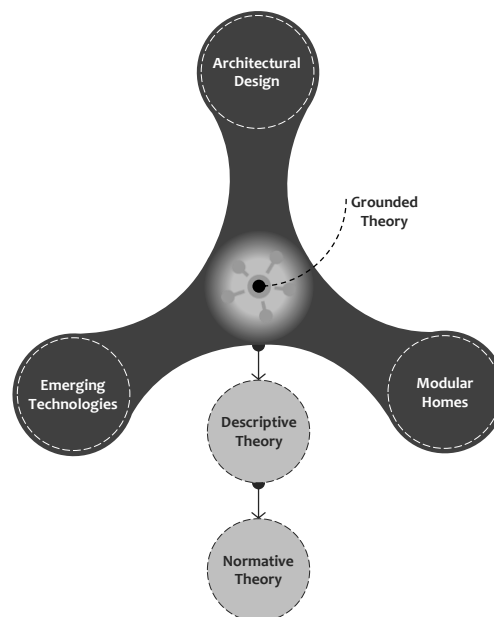 Architectural
Design
Grounded
Theory
Emerging
Technologies
Modular
Homes
Descriptive
Theory
Normative
Theory